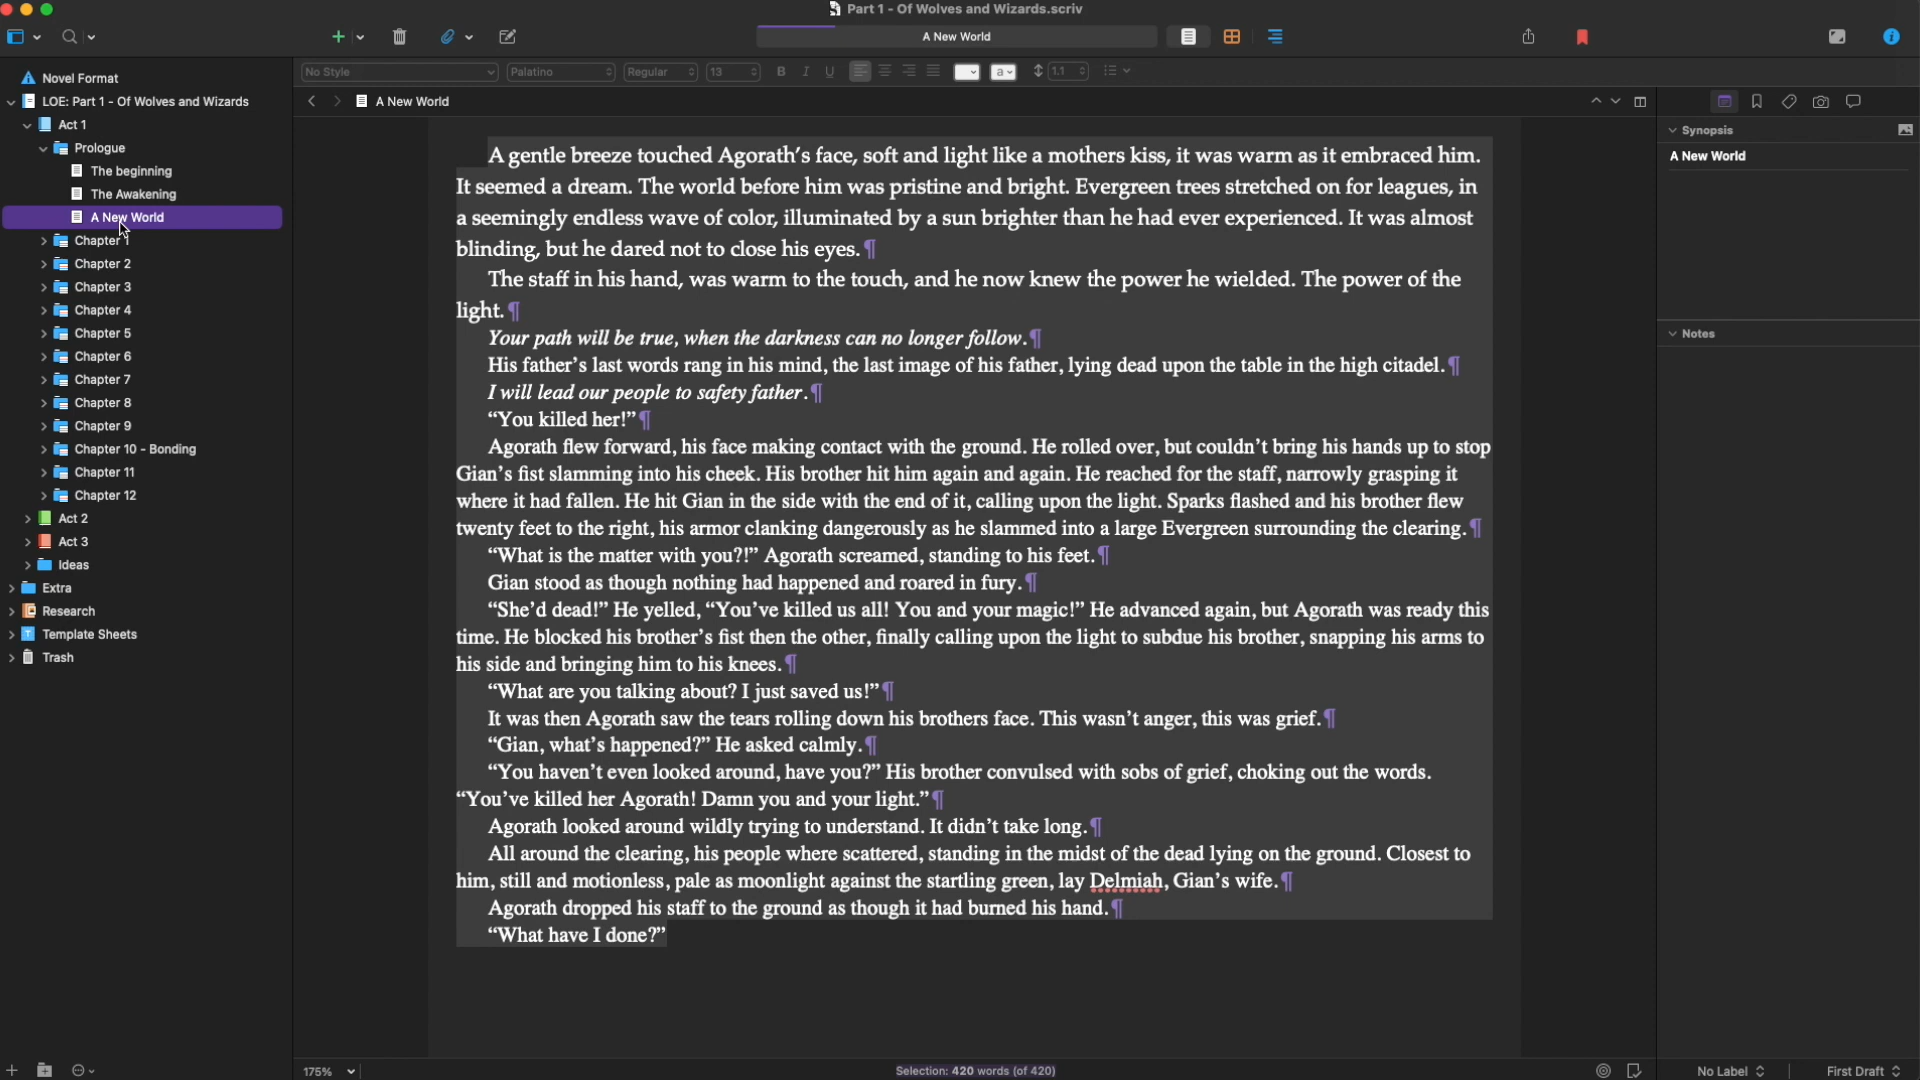 Part 1 - Of Wolves and Wizards.scriv
A New World
No Style
Palatino
Regular
13
B
I
U
a
1.1
Novel Format
LOE: Part 1 - Of Wolves and Wizards
Act 1
Prologue
The beginning
The Awakening
A New World
Chapter 1
Chapter 2
Chapter 3
Chapter 4
Chapter 5
Chapter 6
Chapter 7
Chapter 8
Chapter 9
Chapter 10 - Bonding
Chapter 11
Chapter 12
Act 2
Act 3
Ideas
Extra
Research
Template Sheets
Trash
A New World
A gentle breeze touched Agorath’s face, soft and light like a mothers kiss, it was warm as it embraced him.
It seemed a dream. The world before him was pristine and bright. Evergreen trees stretched on for leagues, in
a seemingly endless wave of color, illuminated by a sun brighter than he had ever experienced. It was almost
blinding, but he dared not to close his eyes.¶
The staff in his hand, was warm to the touch, and he now knew the power he wielded. The power of the
light.¶
Your path will be true, when the darkness can no longer follow.¶
His father’s last words rang in his mind, the last image of his father, lying dead upon the table in the high citadel.¶
I will lead our people to safety father.¶
“You killed her!”¶
Agorath flew forward, his face making contact with the ground. He rolled over, but couldn’t bring his hands up to stop
Gian’s fist slamming into his cheek. His brother hit him again and again. He reached for the staff, narrowly grasping it
where it had fallen. He hit Gian in the side with the end of it, calling upon the light. Sparks flashed and his brother flew
twenty feet to the right, his armor clanking dangerously as he slammed into a large Evergreen surrounding the clearing.¶
“What is the matter with you?!” Agorath screamed, standing to his feet.¶
Gian stood as though nothing had happened and roared in fury.¶
“She’d dead!” He yelled, “You’ve killed us all! You and your magic!” He advanced again, but Agorath was ready this
time. He blocked his brother’s fist then the other, finally calling upon the light to subdue his brother, snapping his arms to
his side and bringing him to his knees.¶
“What are you talking about? I just saved us!”¶
It was then Agorath saw the tears rolling down his brothers face. This wasn’t anger, this was grief.¶
“Gian, what’s happened?” He asked calmly.¶
“You haven’t even looked around, have you?” His brother convulsed with sobs of grief, choking out the words.
“You’ve killed her Agorath! Damn you and your light.”¶
Agorath looked around wildly trying to understand. It didn’t take long.¶
All around the clearing, his people where scattered, standing in the midst of the dead lying on the ground. Closest to
him, still and motionless, pale as moonlight against the startling green, lay Delmiah, Gian’s wife.¶
Agorath dropped his staff to the ground as though it had burned his hand.¶
“What have I done?”
Synopsis
A New World
Notes
175%
Selection: 420 words (of 420)
No Label
First Draft